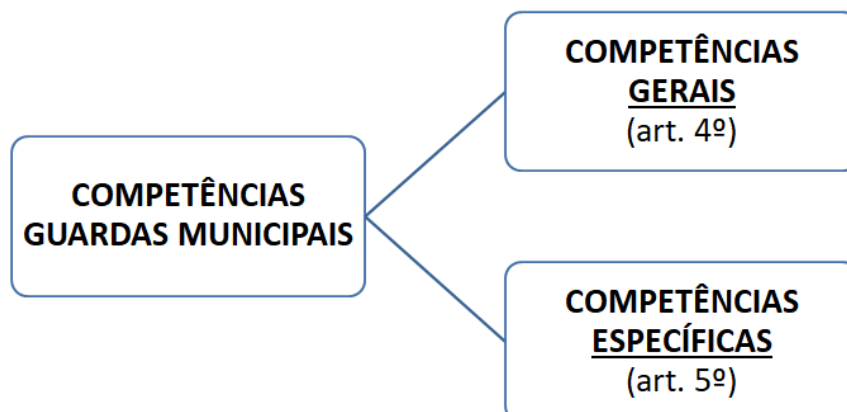 COMPETÊNCIAS
GUARDAS MUNICIPAIS
COMPETÊNCIAS
GERAIS
(art. 4º)
COMPETÊNCIAS
ESPECÍFICAS
(art. 5º)